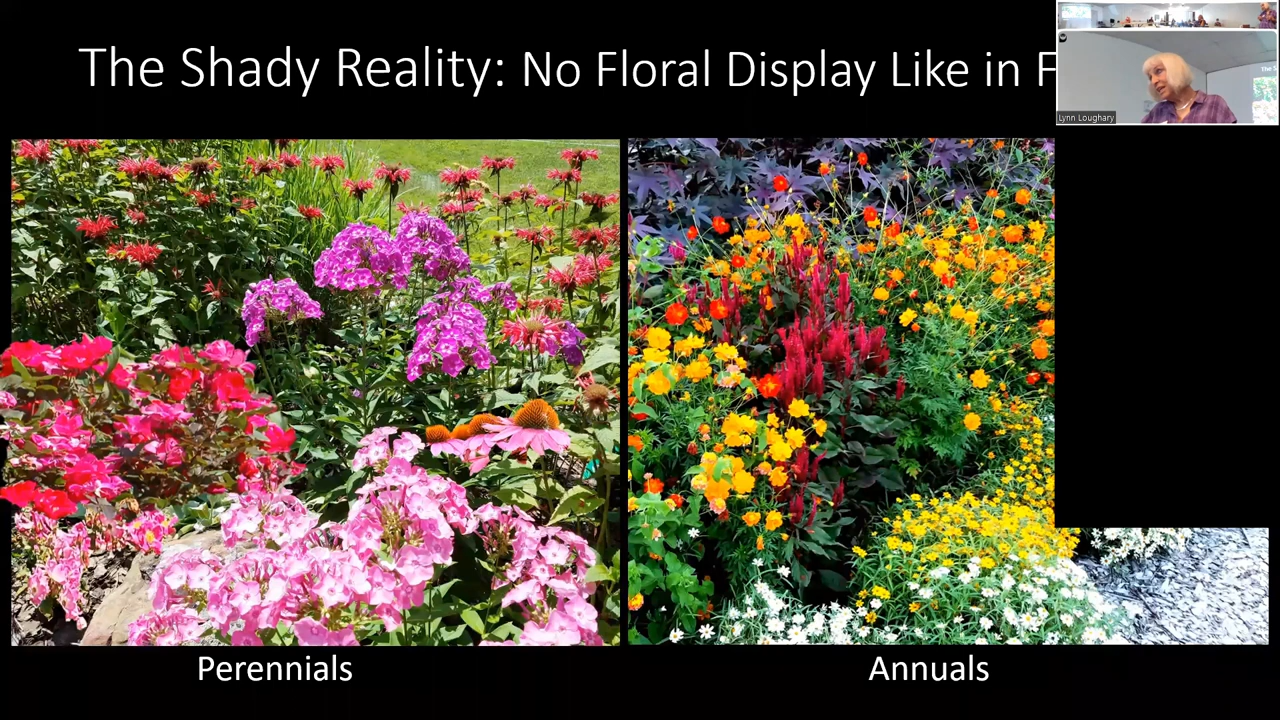 The Shady Reality: No Floral Display Like in
Lynn Loughary
Perennials
Annuals